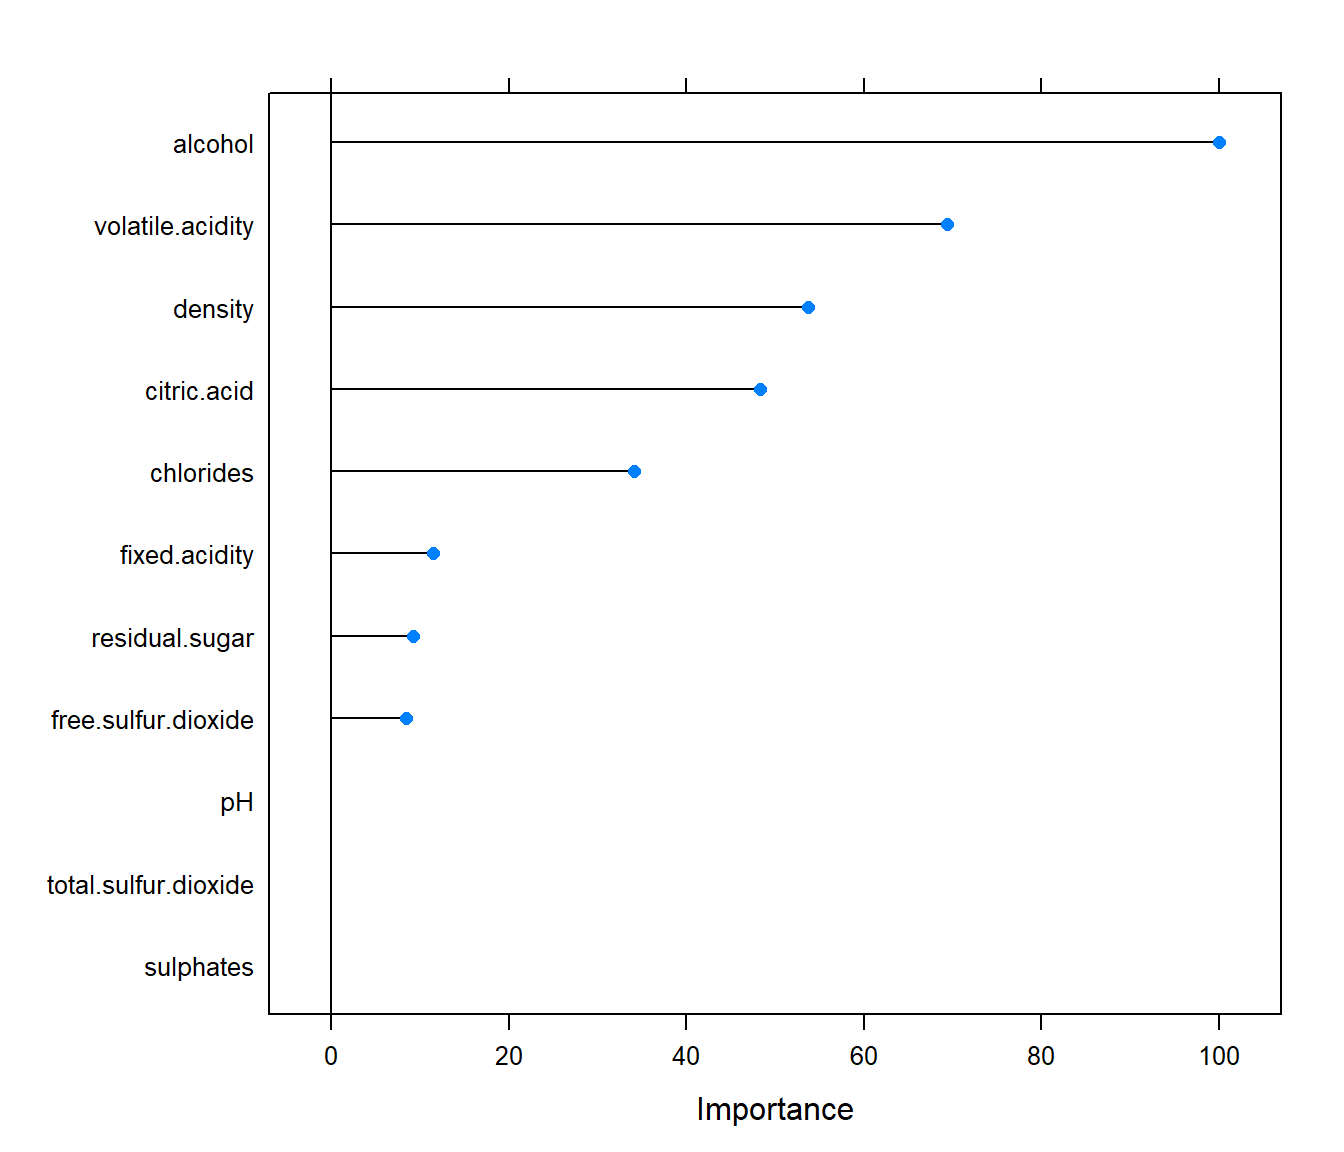 alcohol
volatile.acidity
density
citric.acid
chlorides
fixed.acidity
residual.sugar
free.sulfur.dioxide
pH
total.sulfur.dioxide
sulphates
0 20 40 60 80 100
Importance